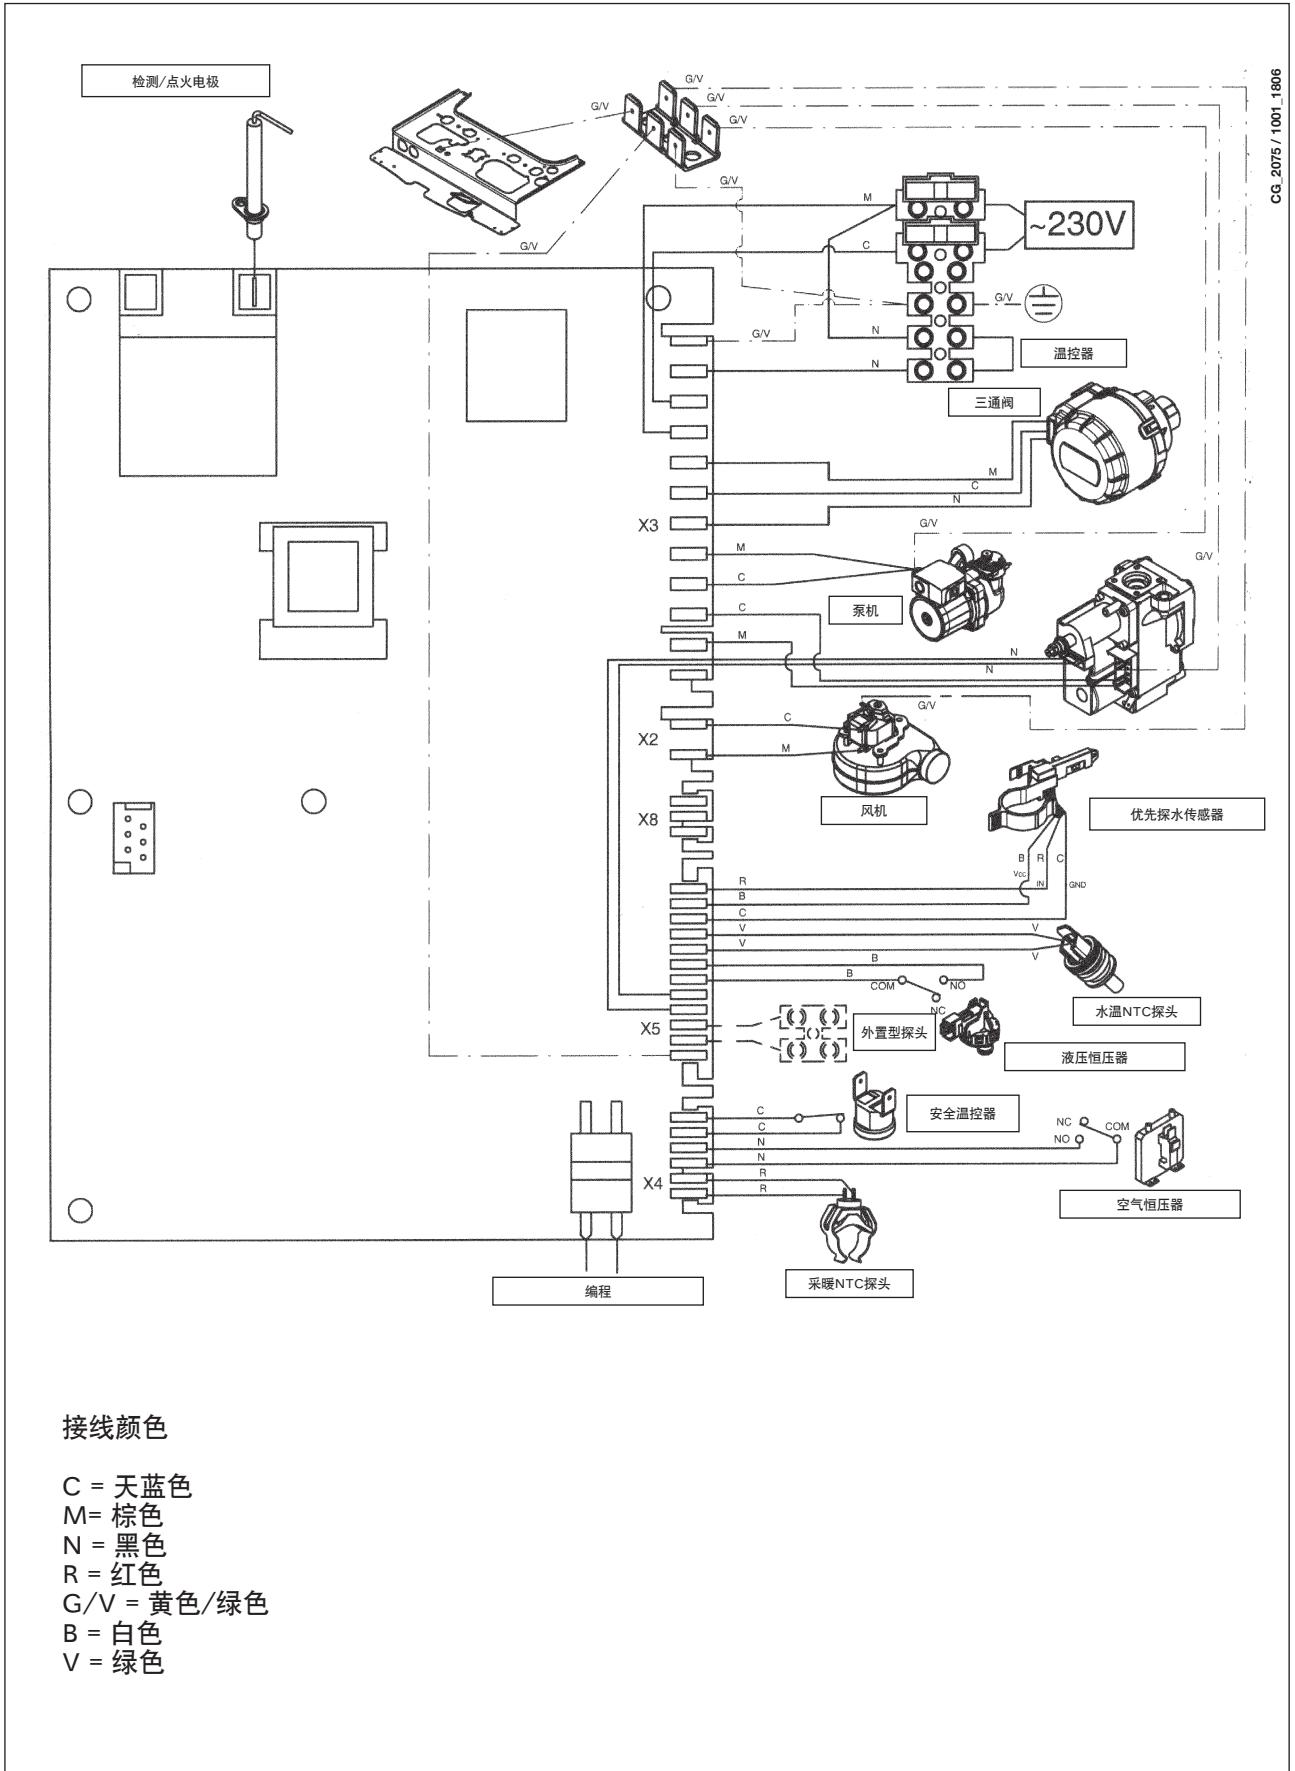 检测/点火电极
CG_2075 / 1001_1806
G/V
G/V
G/V
G/V
G/V
G/V
M
C
~230V
G/V
G/V
N
N
温控器
三通阀
M
C
N
X3
G/V
G/V
M
C
C
M
泵机
N
N
G/V
X2
C
M
风机
X8
优先探水传感器
B
R
C
Vcc
IN
GND
R
B
C
V
V
V
V
B
B
COM
NO
NC
水温NTC探头
X5
外置型探头
液压恒压器
C
C
安全温控器
N
N
NC
NO
COM
R
R
X4
空气恒压器
采暖NTC探头
编程
接线颜色
C = 天蓝色
M= 棕色
N = 黑色
R = 红色
G/V = 黄色/绿色
B = 白色
V = 绿色